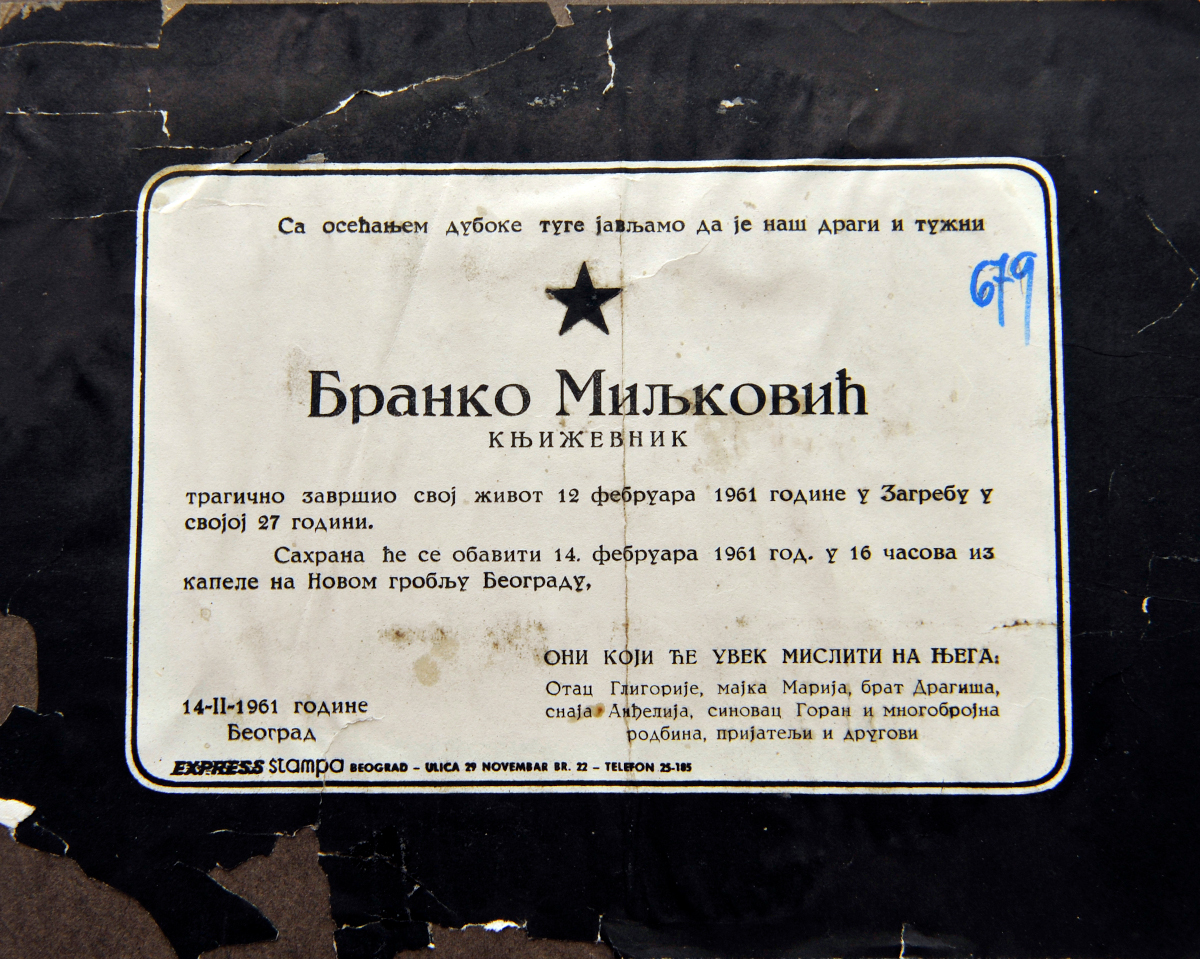 Са осећањем дубоке туге јављамо да је наш драги и тужни
679
Бранко Миљковић
КЊИЖЕВНИК
трагично завршио свој живот 12 фебруара 1961 године у Загребу у
својој 27 години.
Сахрана ће се обавити 14. фебруара 1961 год. у 16 часова из
капеле на Новом гробљу Београду,
ОНИ КОЈИ ЋЕ УВЕК МИСЛИТИ НА ЊЕГА:
Отац Глигорије, мајка Марија, брат Драгиша,
снаја Анђелија, синовац Горан и многобројна
родбина, пријатељи и другови
14-II-1961 године
Београд
EXPRESS štampa BEOGRAD – ULICA 29 NOVEMBAR BR. 22 – TELEFON 25-185